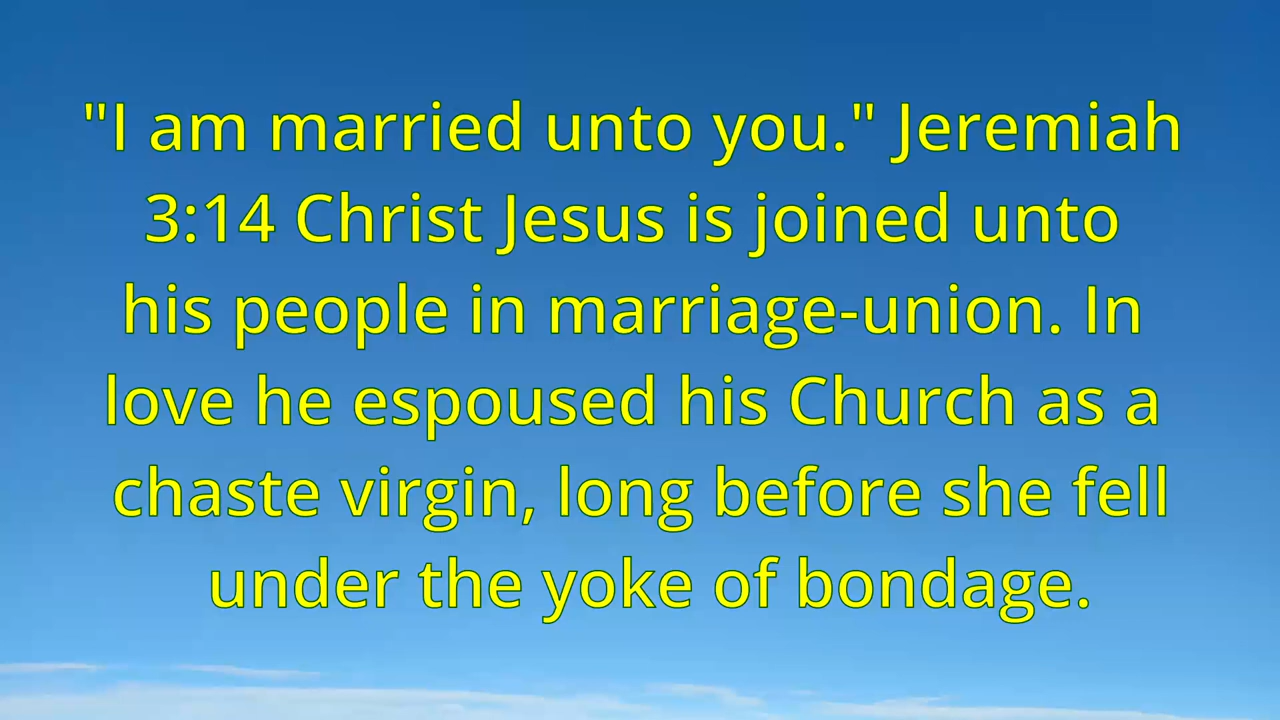 "I am married unto you." Jeremiah
3:14 Christ Jesus is joined unto
his people in marriage-union. In
love he espoused his Church as a
chaste virgin, long before she fell
under the yoke of bondage.